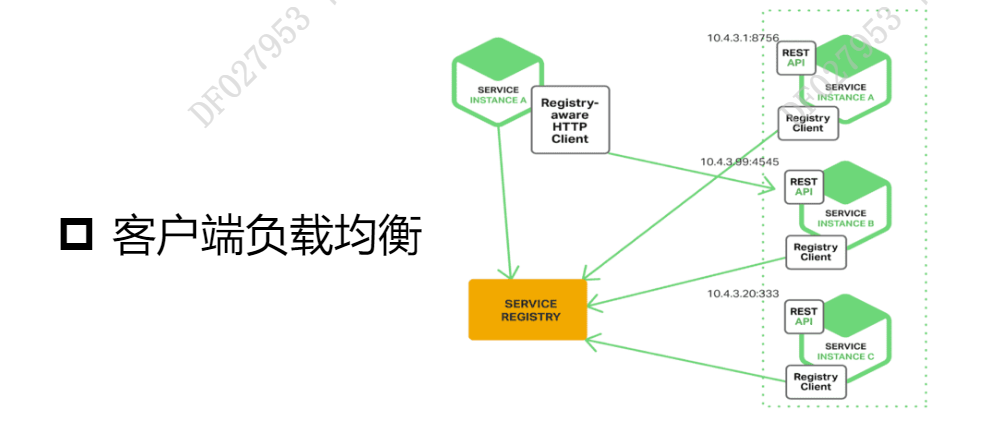 DF027953
DF027953
客户端负载均衡
SERVICE
INSTANCE A
Registry-
aware
HTTP
Client
SERVICE
REGISTRY
10.4.3.1:8756
REST
API
SERVICE
INSTANCE A
Registry
Client
10.4.3.99:4545
REST
API
SERVICE
INSTANCE B
Registry
Client
10.4.3.20:333
REST
API
SERVICE
INSTANCE C
Registry
Client